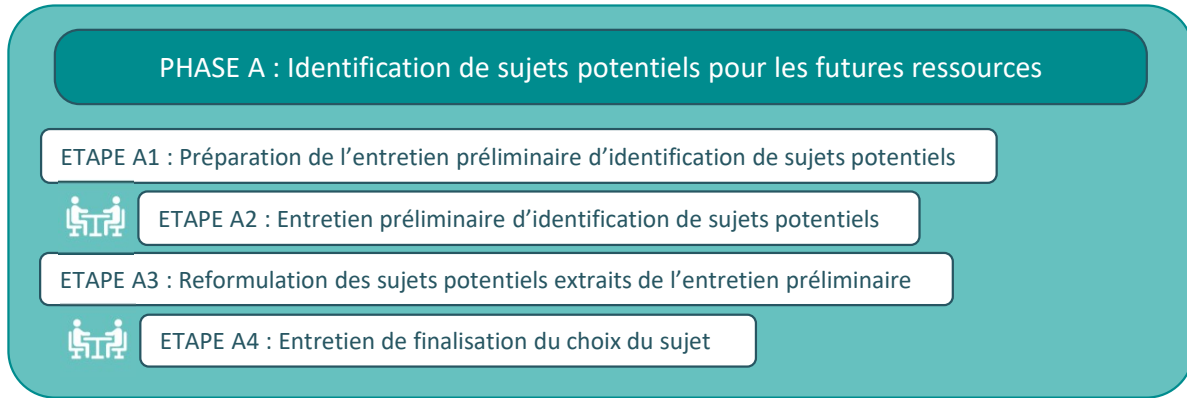 PHASE A : Identification de sujets potentiels pour les futures ressources
ETAPE A1 : Préparation de l’entretien préliminaire d’identification de sujets potentiels
ETAPE A2 : Entretien préliminaire d’identification de sujets potentiels
ETAPE A3 : Reformulation des sujets potentiels extraits de l’entretien préliminaire
ETAPE A4 : Entretien de finalisation du choix du sujet